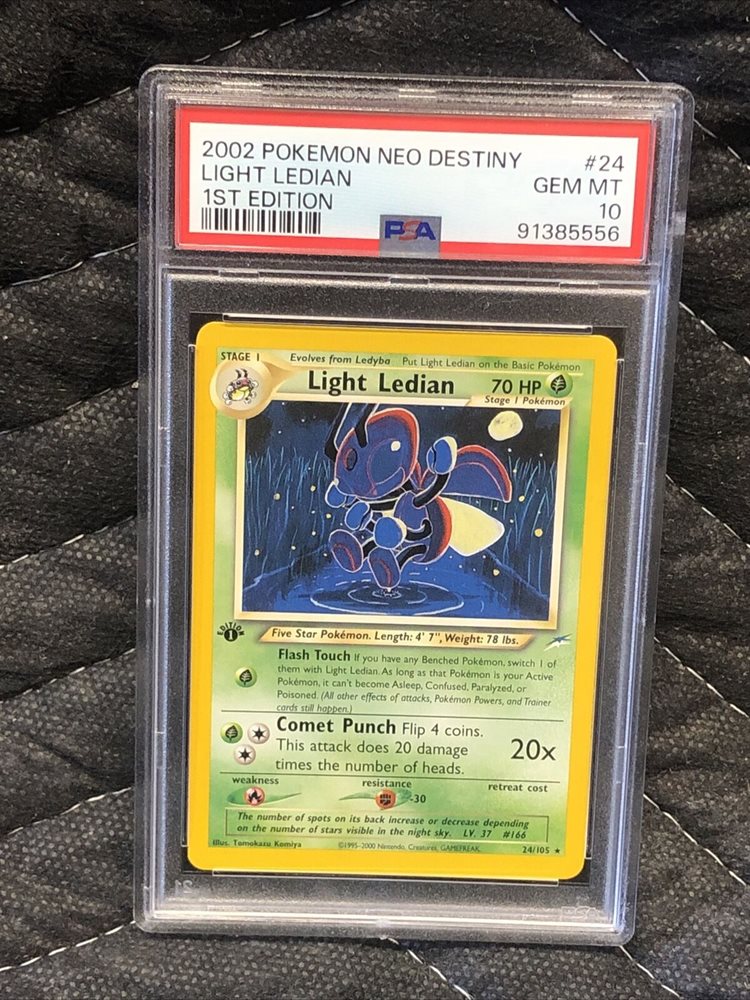 2002 POKEMON NEO DESTINY #24
LIGHT LEDIAN GEM MT
1ST EDITION 10
PSA 91385556
STAGE 1 Evolves from Ledyba Put Light Ledian on the Basic Pokémon
Light Ledian 70 HP
Stage 1 Pokémon
EDITION
1
Five Star Pokémon. Length: 4' 7", Weight: 78 lbs.
Flash Touch If you have any Benched Pokémon, switch 1 of
them with Light Ledian. As long as that Pokémon is your Active
Pokémon, it can't become Asleep, Confused, Paralyzed, or
Poisoned. (All other effects of attacks, Pokémon Powers, and Trainer
cards still happen.)
Comet Punch Flip 4 coins.
This attack does 20 damage 20x
times the number of heads.
weakness resistance retreat cost
-30
The number of spots on its back increase or decrease depending
on the number of stars visible in the night sky. LV. 37 #166
Illus. Tomokazu Komiya ©1995-2000 Nintendo, Creatures, GAMEFREAK. 24/105 ★